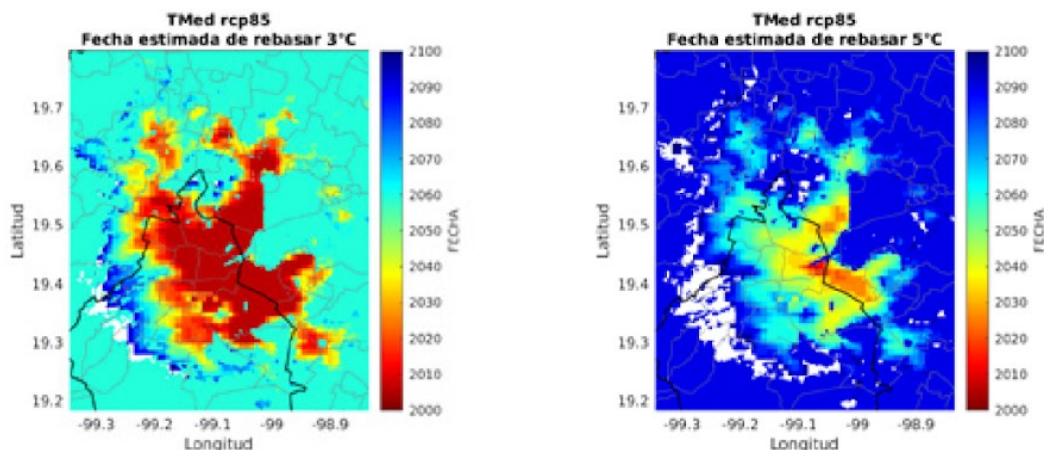 TMed rcp85
Fecha estimada de rebasar 3°C
19.7
19.6
19.5
19.4
19.3
19.2
Latitud
-99.3 -99.2 -99.1 -99 -98.9
Longitud
2100
2090
2080
2070
2060
2050
2040
2030
2020
2010
2000
FECHA
TMed rcp85
Fecha estimada de rebasar 5°C
19.7
19.6
19.5
19.4
19.3
19.2
Latitud
-99.3 -99.2 -99.1 -99 -98.9
Longitud
2100
2090
2080
2070
2060
2050
2040
2030
2020
2010
2000
FECHA